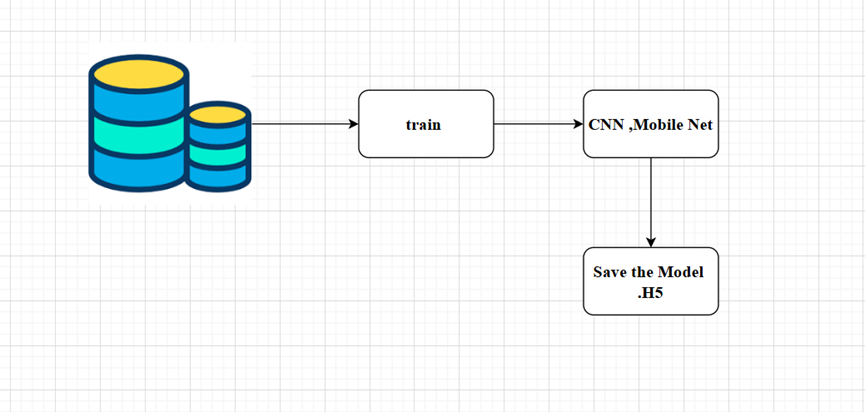 train
CNN ,Mobile Net
Save the Model
.H5